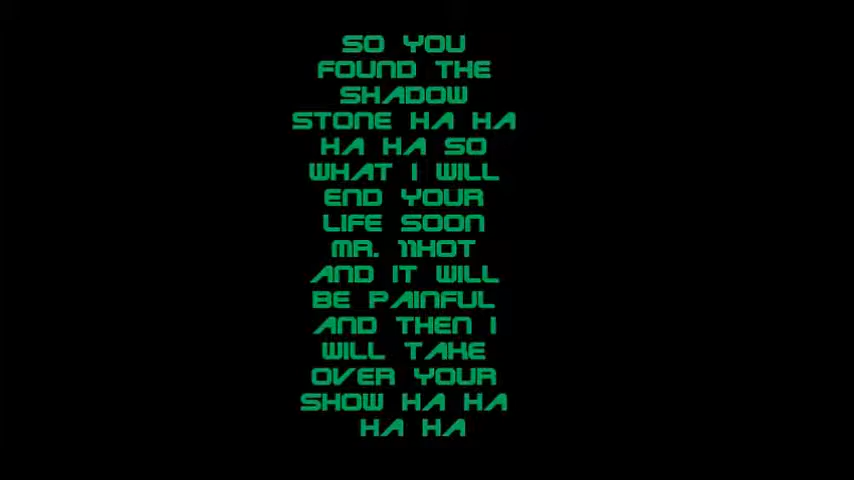 SO YOU
FOUND THE
SHADOW
STONE HA HA
HA HA SO
WHAT I WILL
END YOUR
LIFE SOON
MR. 11HOT
AND IT WILL
BE PAINFUL
AND THEN I
WILL TAKE
OVER YOUR
SHOW HA HA
HA HA